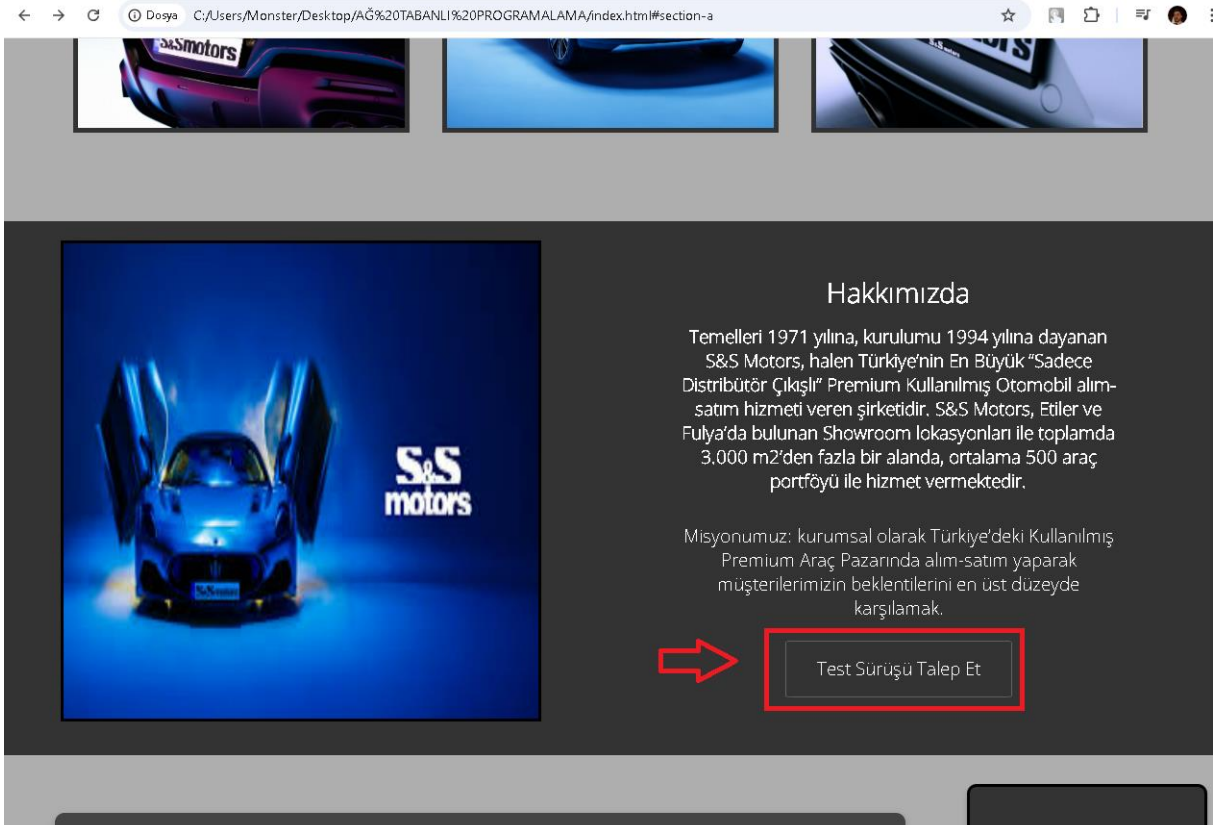 Dosya C:/Users/Monster/Desktop/AĞ%20TABANLI%20PROGRAMALAMA/index.html#section-a
S&Smotors
Hakkımızda
Temelleri 1971 yılına, kurulumu 1994 yılına dayanan
S&S Motors, halen Türkiye’nin En Büyük “Sadece
Distribütör Çıkışlı” Premium Kullanılmış Otomobil alım-
satım hizmeti veren şirketidir. S&S Motors, Etiler ve
Fulya’da bulunan Showroom lokasyonları ile toplamda
3.000 m2’den fazla bir alanda, ortalama 500 araç
portföyü ile hizmet vermektedir.
Misyonumuz: kurumsal olarak Türkiye’deki Kullanılmış
Premium Araç Pazarında alım-satım yaparak
müşterilerimizin beklentilerini en üst düzeyde
karşılamak.
Test Sürüşü Talep Et
S&S
motors
S&Smotors